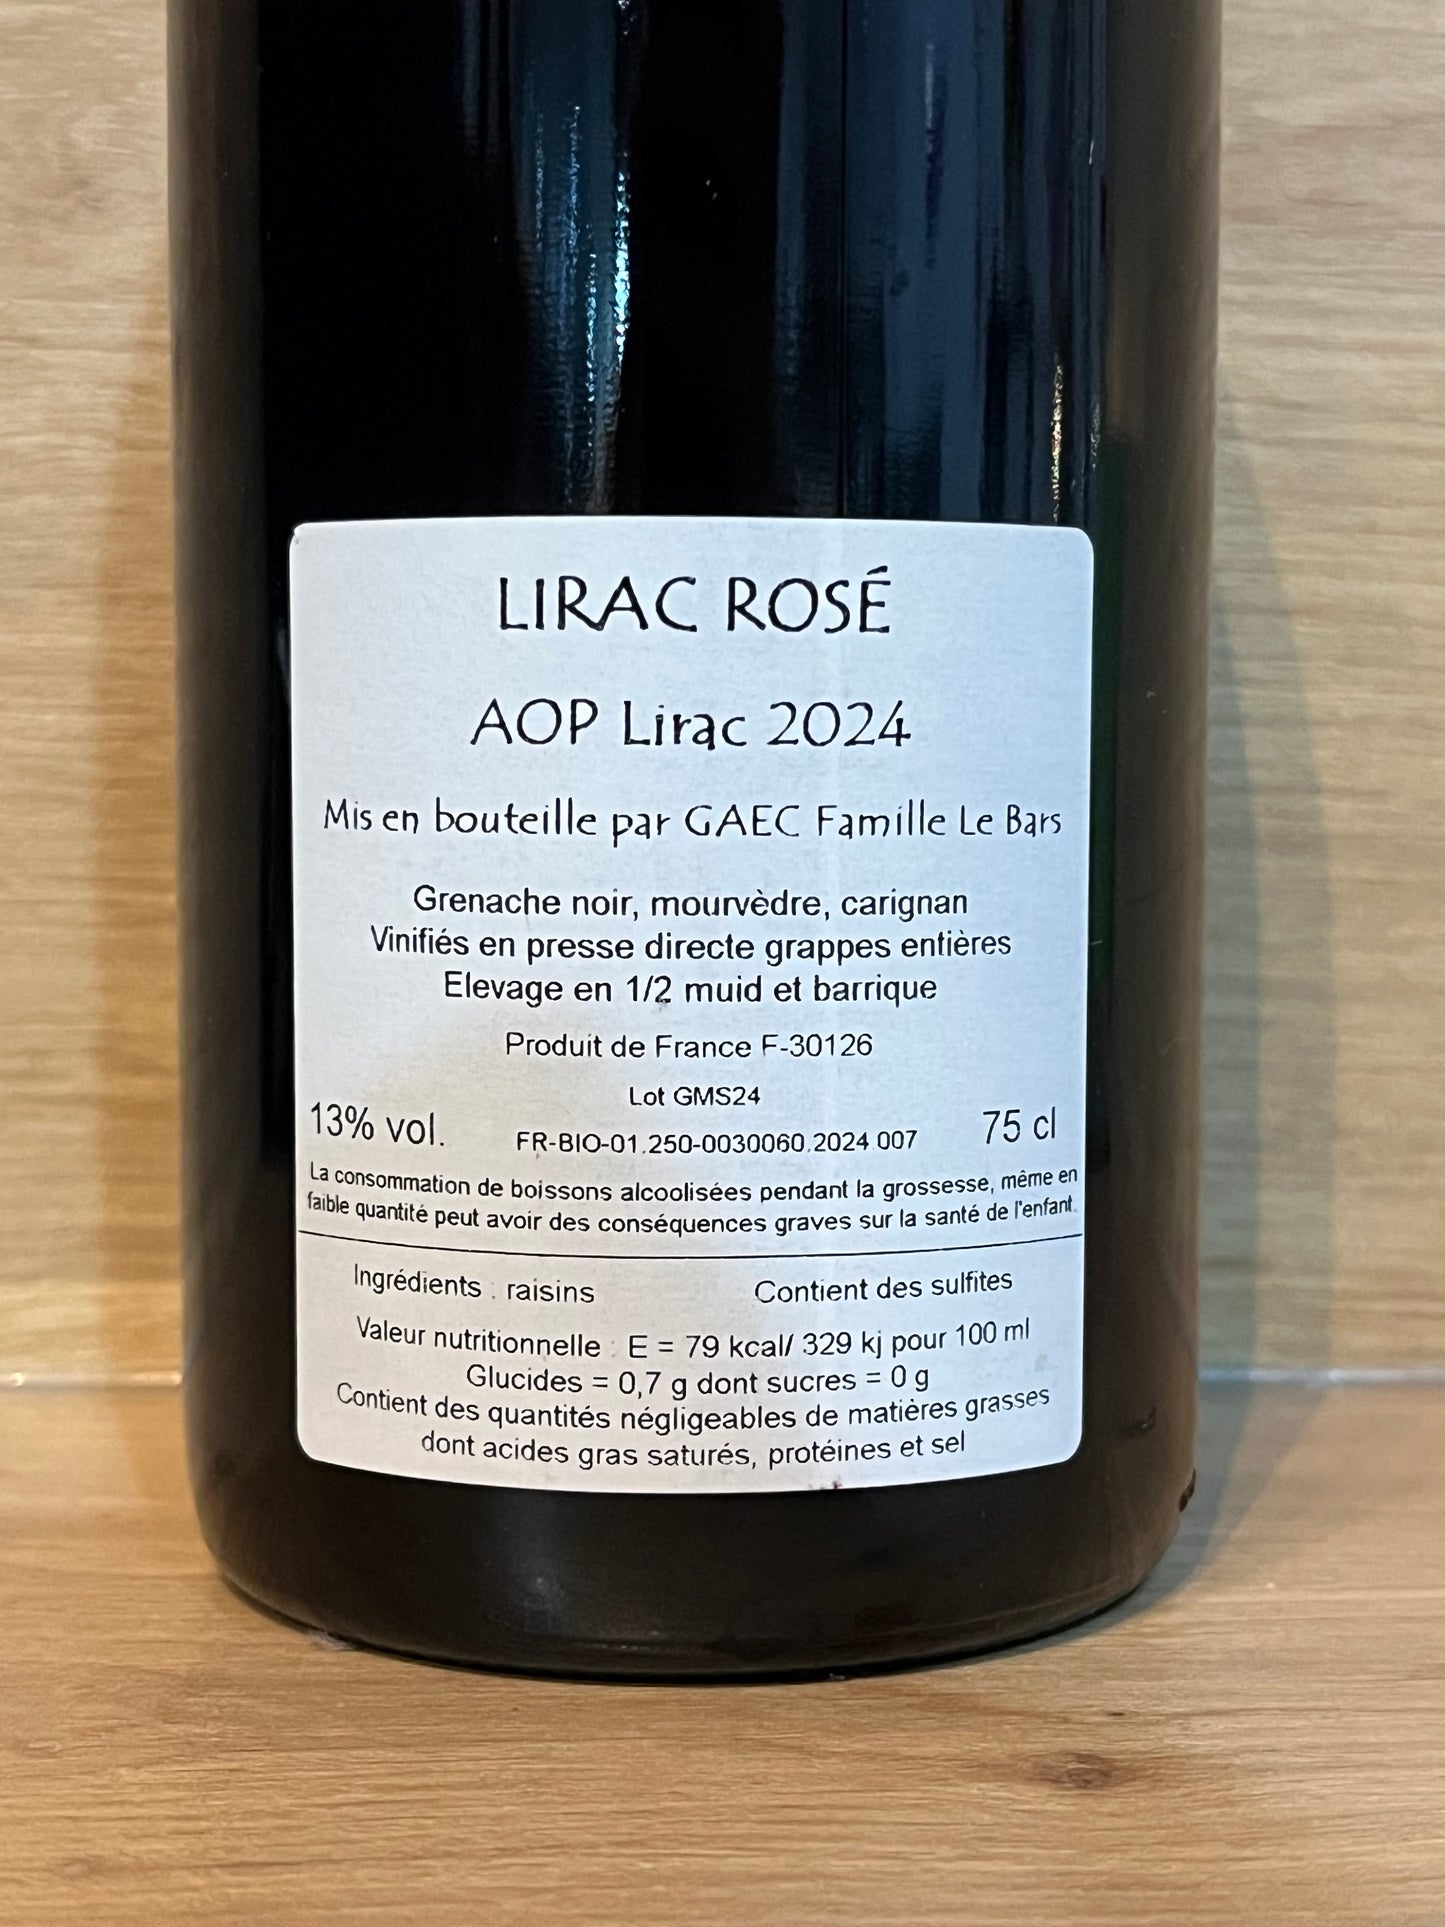 LIRAC ROSÉ
AOP Lirac 2024
Mis en bouteille par GAEC Famille Le Bars
Grenache noir, mourvèdre, carignan
Vinifiés en presse directe grappes entières
Elevage en 1/2 muid et barrique
Produit de France F-30126
Lot GMS24
13% vol.
FR-BIO-01.250-0030060.2024.007
75 cl
La consommation de boissons alcoolisées pendant la grossesse, même en
faible quantité peut avoir des conséquences graves sur la santé de l'enfant.
Ingrédients : raisins
Contient des sulfites
Valeur nutritionnelle : E = 79 kcal/ 329 kj pour 100 ml
Glucides = 0,7 g dont sucres = 0 g
Contient des quantités négligeables de matières grasses
dont acides gras saturés, protéines et sel